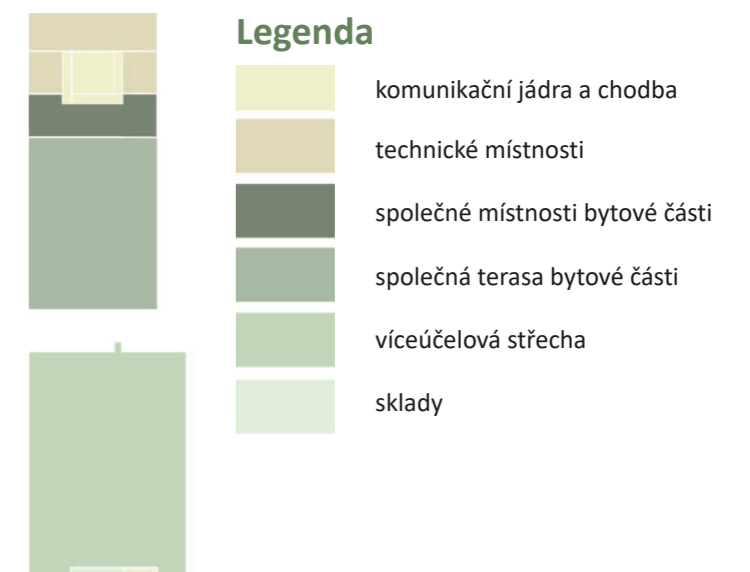 Legenda
komunikační jádra a chodba
technické místnosti
společné místnosti bytové části
společná terasa bytové části
víceúčelová střecha
sklady